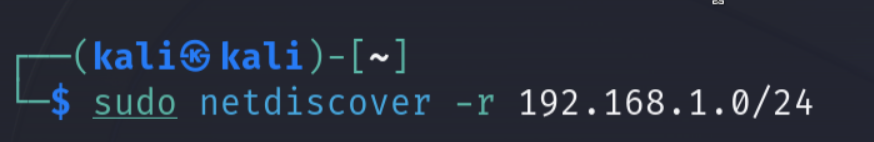 (kali㉿kali)-[~]
$ sudo netdiscover -r 192.168.1.0/24